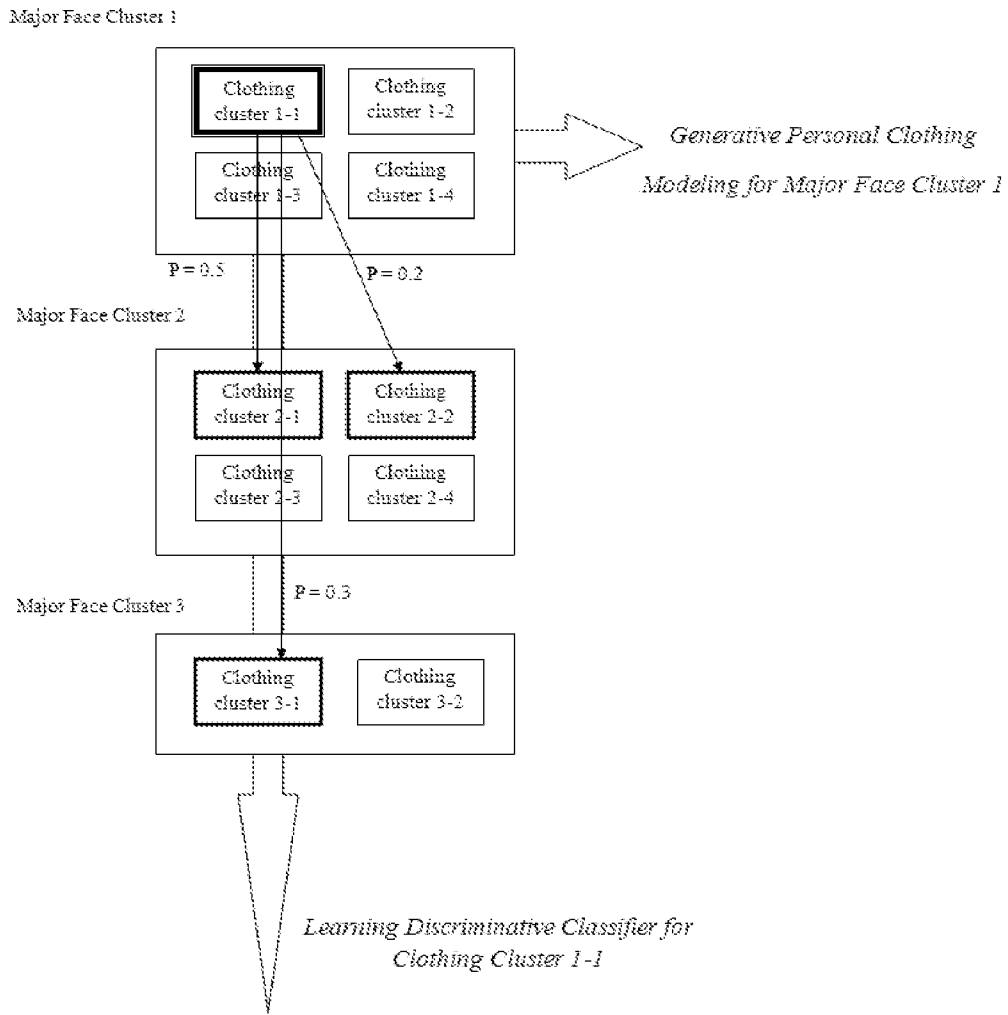 Major Face Cluster 1
Clothing
cluster 1-1
Clothing
cluster 1-2
Clothing
cluster 1-3
Clothing
cluster 1-4
Generative Personal Clothing
Modeling for Major Face Cluster 1
P = 0.5
P = 0.2
Major Face Cluster 2
Clothing
cluster 2-1
Clothing
cluster 2-2
Clothing
cluster 2-3
Clothing
cluster 2-4
P = 0.3
Major Face Cluster 3
Clothing
cluster 3-1
Clothing
cluster 3-2
Learning Discriminative Classifier for
Clothing Cluster 1-1